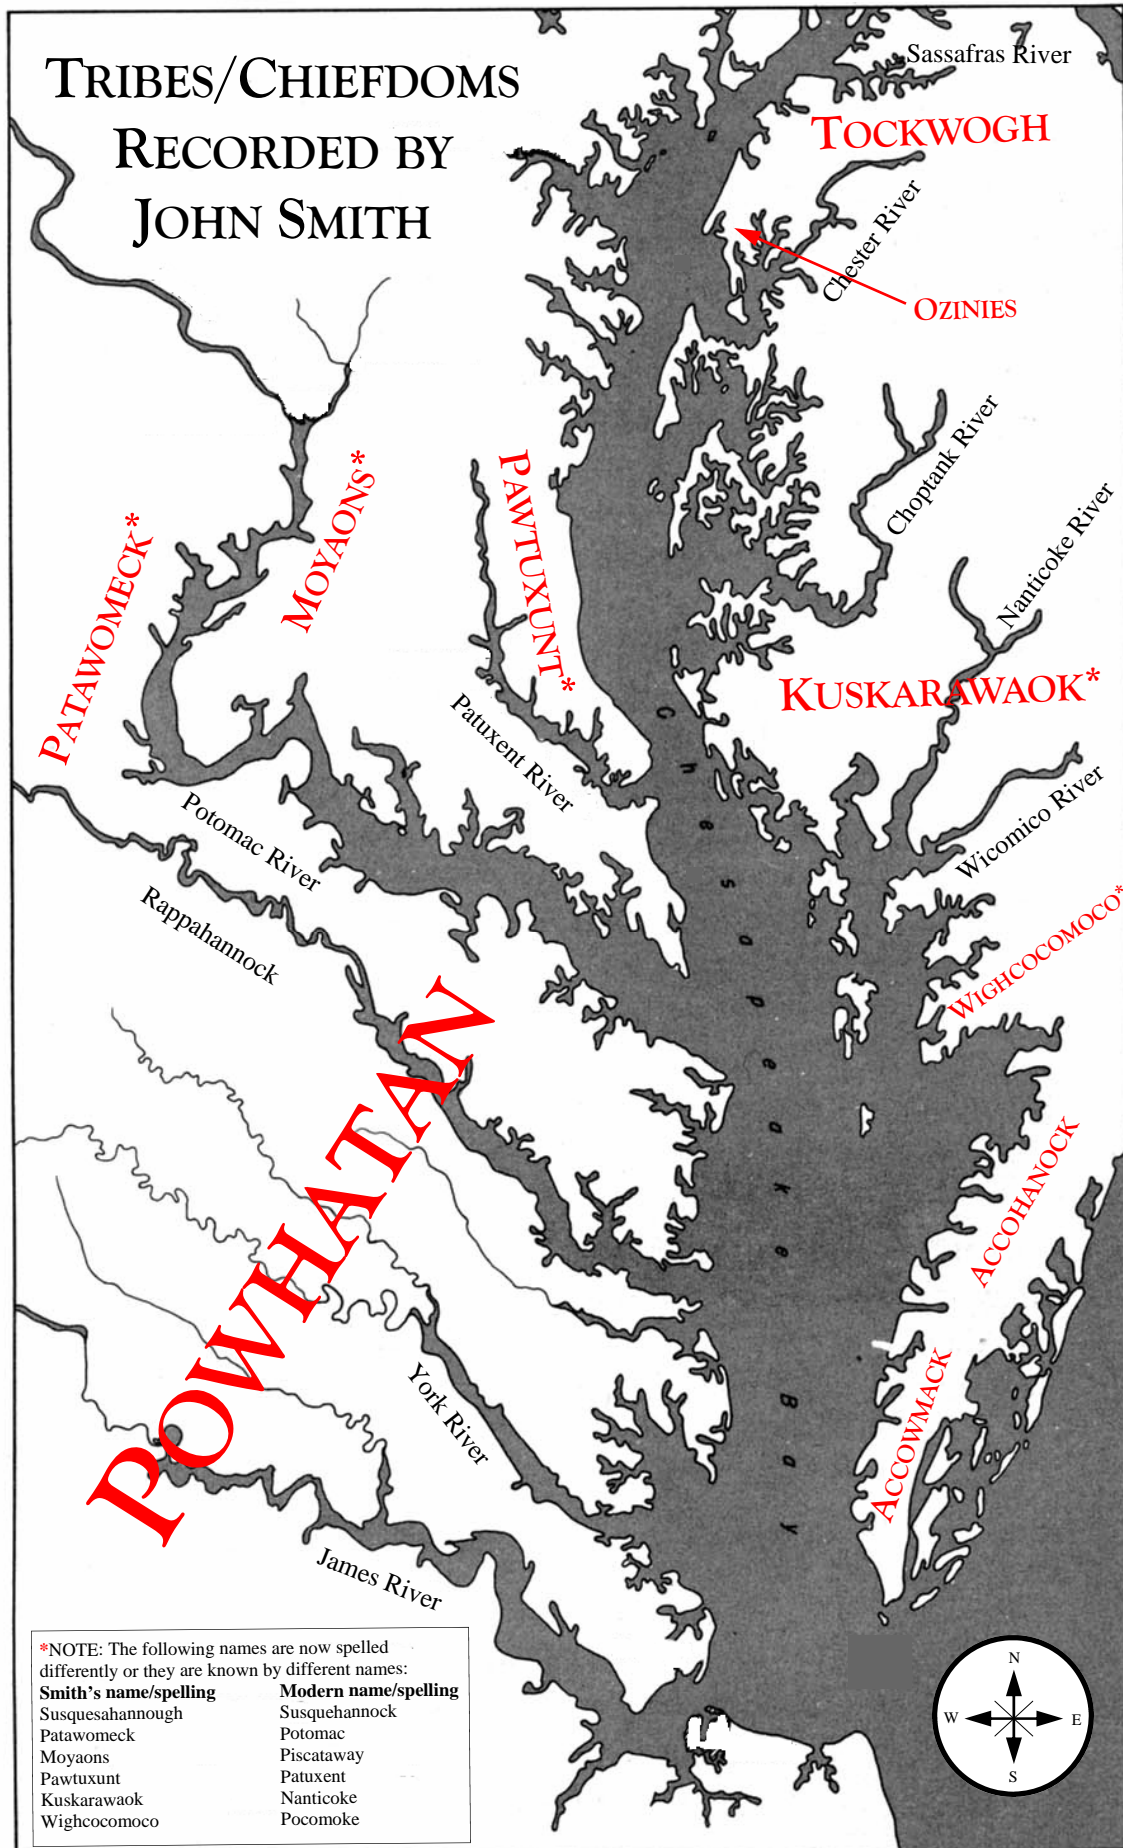 TRIBES/CHIEFDOMS
RECORDED BY
JOHN SMITH
Sassafras River
TOCKWOGH
Chester River
OZINIES
Choptank River
Nanticoke River
MOYAONS*
PAWTUXUNT*
PATAWOMECK*
KUSKARAWAOK*
Patuxent River
Potomac River
Wicomico River
Rappahannock
WIGHCOCOMOCO*
Chesapeake Bay
POWHATAN
ACCOHANOCK
ACCOWMACK
York River
James River
*NOTE: The following names are now spelled
differently or they are known by different names:
Smith's name/spelling Modern name/spelling
Susquesahannough Susquehannock
Patawomeck Potomac
Moyaons Piscataway
Pawtuxunt Patuxent
Kuskarawaok Nanticoke
Wighcocomoco Pocomoke
N
W E
S